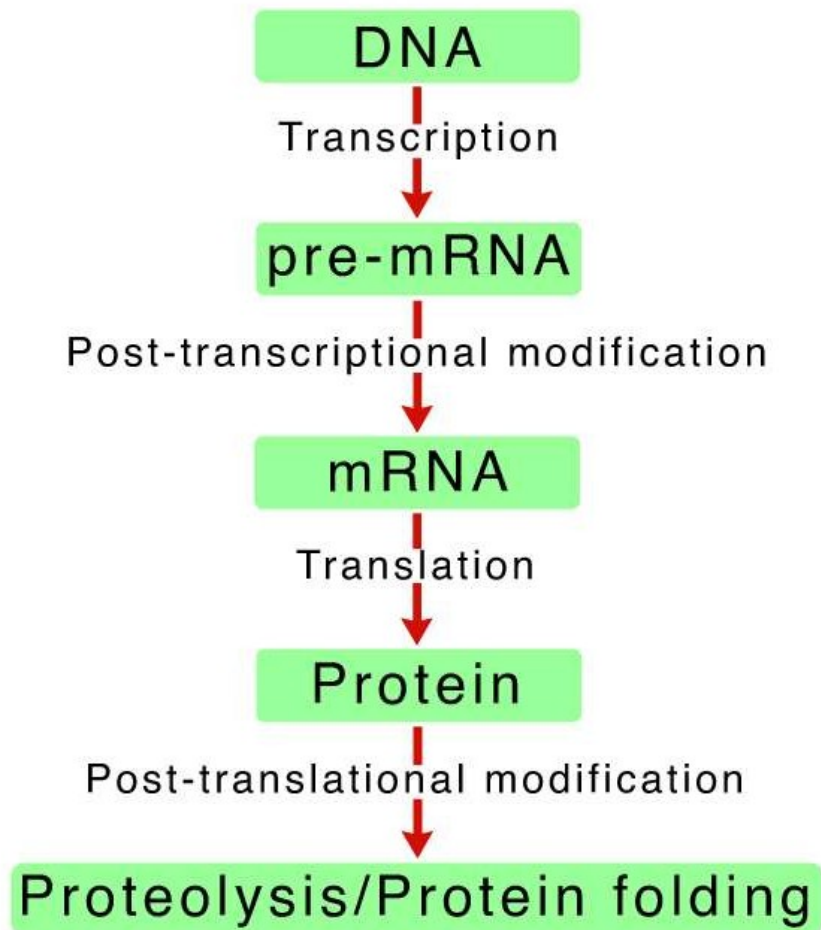 DNA
Transcription
pre-mRNA
Post-transcriptional modification
mRNA
Translation
Protein
Post-translational modification
Proteolysis/Protein folding